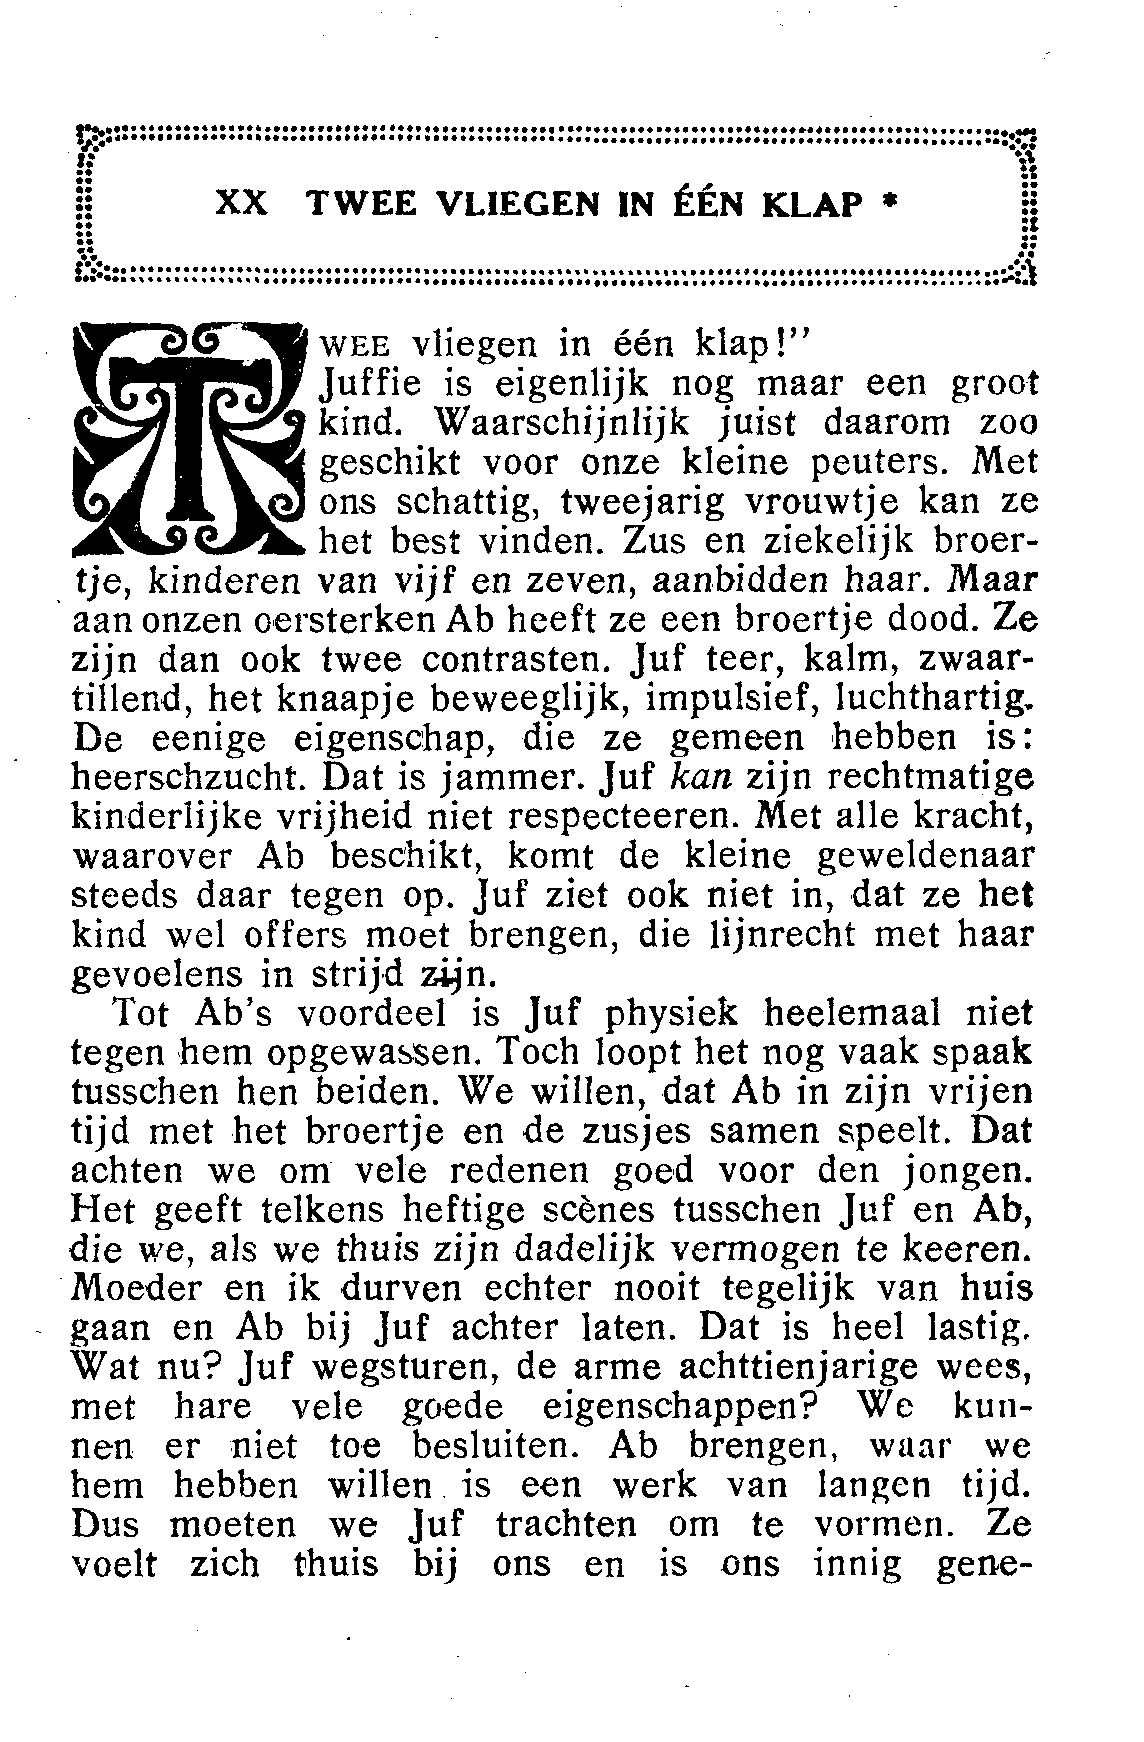 XX TWEE VLIEGEN IN ÉÉN KLAP *
TWEE vliegen in één klap!”
Juffie is eigenlijk nog maar een groot
kind. Waarschijnlijk juist daarom zoo
geschikt voor onze kleine peuters. Met
ons schattig, tweejarig vrouwtje kan ze
het best vinden. Zus en ziekelijk broer-
tje, kinderen van vijf en zeven, aanbidden haar. Maar
aan onzen oersterken Ab heeft ze een broertje dood. Ze
zijn dan ook twee contrasten. Juf teer, kalm, zwaar-
tillend, het knaapje beweeglijk, impulsief, luchthartig.
De eenige eigenschap, die ze gemeen hebben is:
heerschzucht. Dat is jammer. Juf kan zijn rechtmatige
kinderlijke vrijheid niet respecteeren. Met alle kracht,
waarover Ab beschikt, komt de kleine geweldenaar
steeds daar tegen op. Juf ziet ook niet in, dat ze het
kind wel offers moet brengen, die lijnrecht met haar
gevoelens in strijd zijn.
Tot Ab's voordeel is Juf physiek heelemaal niet
tegen hem opgewassen. Toch loopt het nog vaak spaak
tusschen hen beiden. We willen, dat Ab in zijn vrijen
tijd met het broertje en de zusjes samen speelt. Dat
achten we om vele redenen goed voor den jongen.
Het geeft telkens heftige scènes tusschen Juf en Ab,
die we, als we thuis zijn dadelijk vermogen te keeren.
Moeder en ik durven echter nooit tegelijk van huis
gaan en Ab bij Juf achter laten. Dat is heel lastig.
Wat nu? Juf wegsturen, de arme achttienjarige wees,
met hare vele goede eigenschappen? We kun-
nen er niet toe besluiten. Ab brengen, waar we
hem hebben willen is een werk van langen tijd.
Dus moeten we Juf trachten om te vormen. Ze
voelt zich thuis bij ons en is ons innig gene-